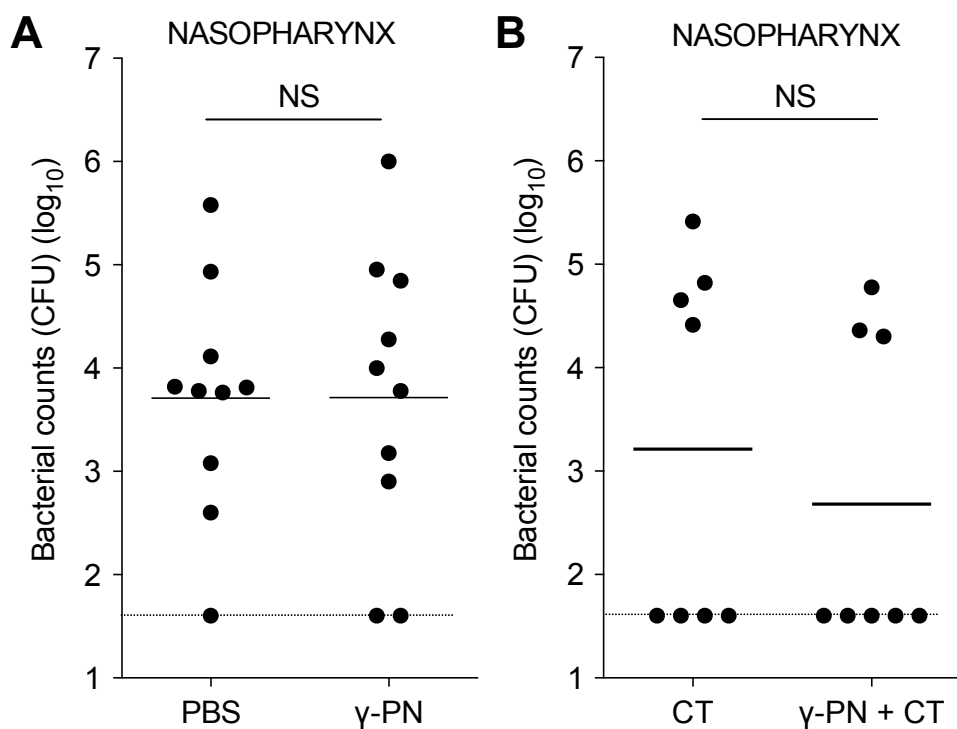 A
NASOPHARYNX
NS
Bacterial counts (CFU) (log10)
7
6
5
4
3
2
1
PBS
γ-PN
B
NASOPHARYNX
NS
Bacterial counts (CFU) (log10)
7
6
5
4
3
2
1
CT
γ-PN + CT